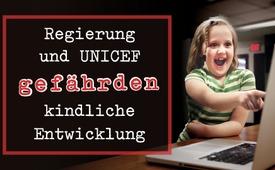 Regierung
und UNICEF
gefährden
kindliche
Entwicklung